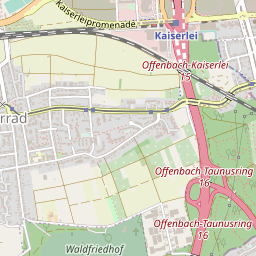 Kaiserleipromenade
Kaiserlei
Offenbach-Kaiserlei
15
rrad
Offenbach-Taunusring
16
Offenbach-Taunusring
16
Waldfriedhof